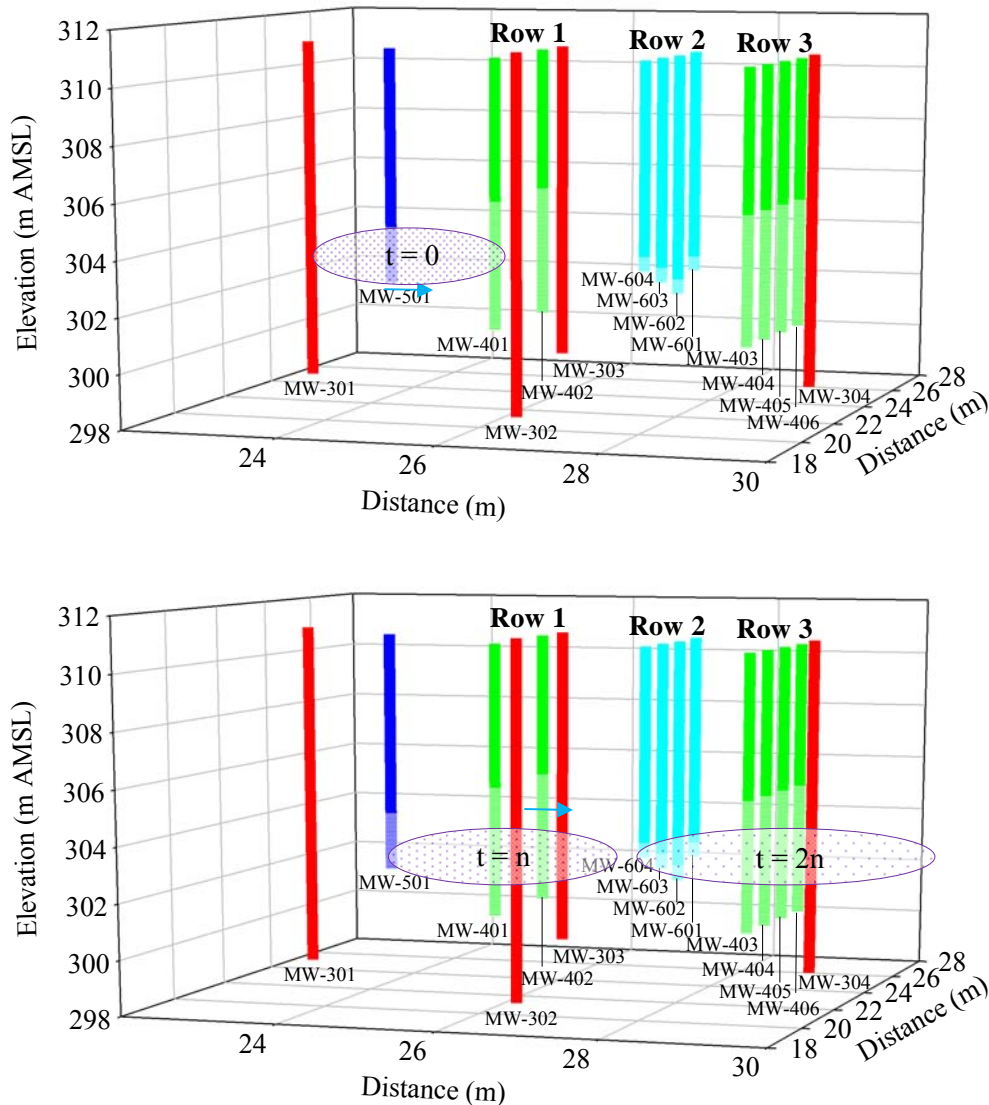 312
Row 1
Row 2
Row 3
310
308
306
304
t = 0
302
300
298
Elevation (m AMSL)
MW-501
MW-604
MW-603
MW-602
MW-601
MW-401
MW-403
MW-303
MW-402
MW-404
MW-304
MW-301
MW-405
MW-406
MW-302
24
26
28
30
18
20
22
24
26
28
Distance (m)
Distance (m)
312
Row 1
Row 2
Row 3
310
308
306
304
t = n
t = 2n
302
300
298
Elevation (m AMSL)
MW-501
MW-604
MW-603
MW-602
MW-601
MW-401
MW-403
MW-303
MW-402
MW-404
MW-304
MW-301
MW-405
MW-406
MW-302
24
26
28
30
18
20
22
24
26
28
Distance (m)
Distance (m)